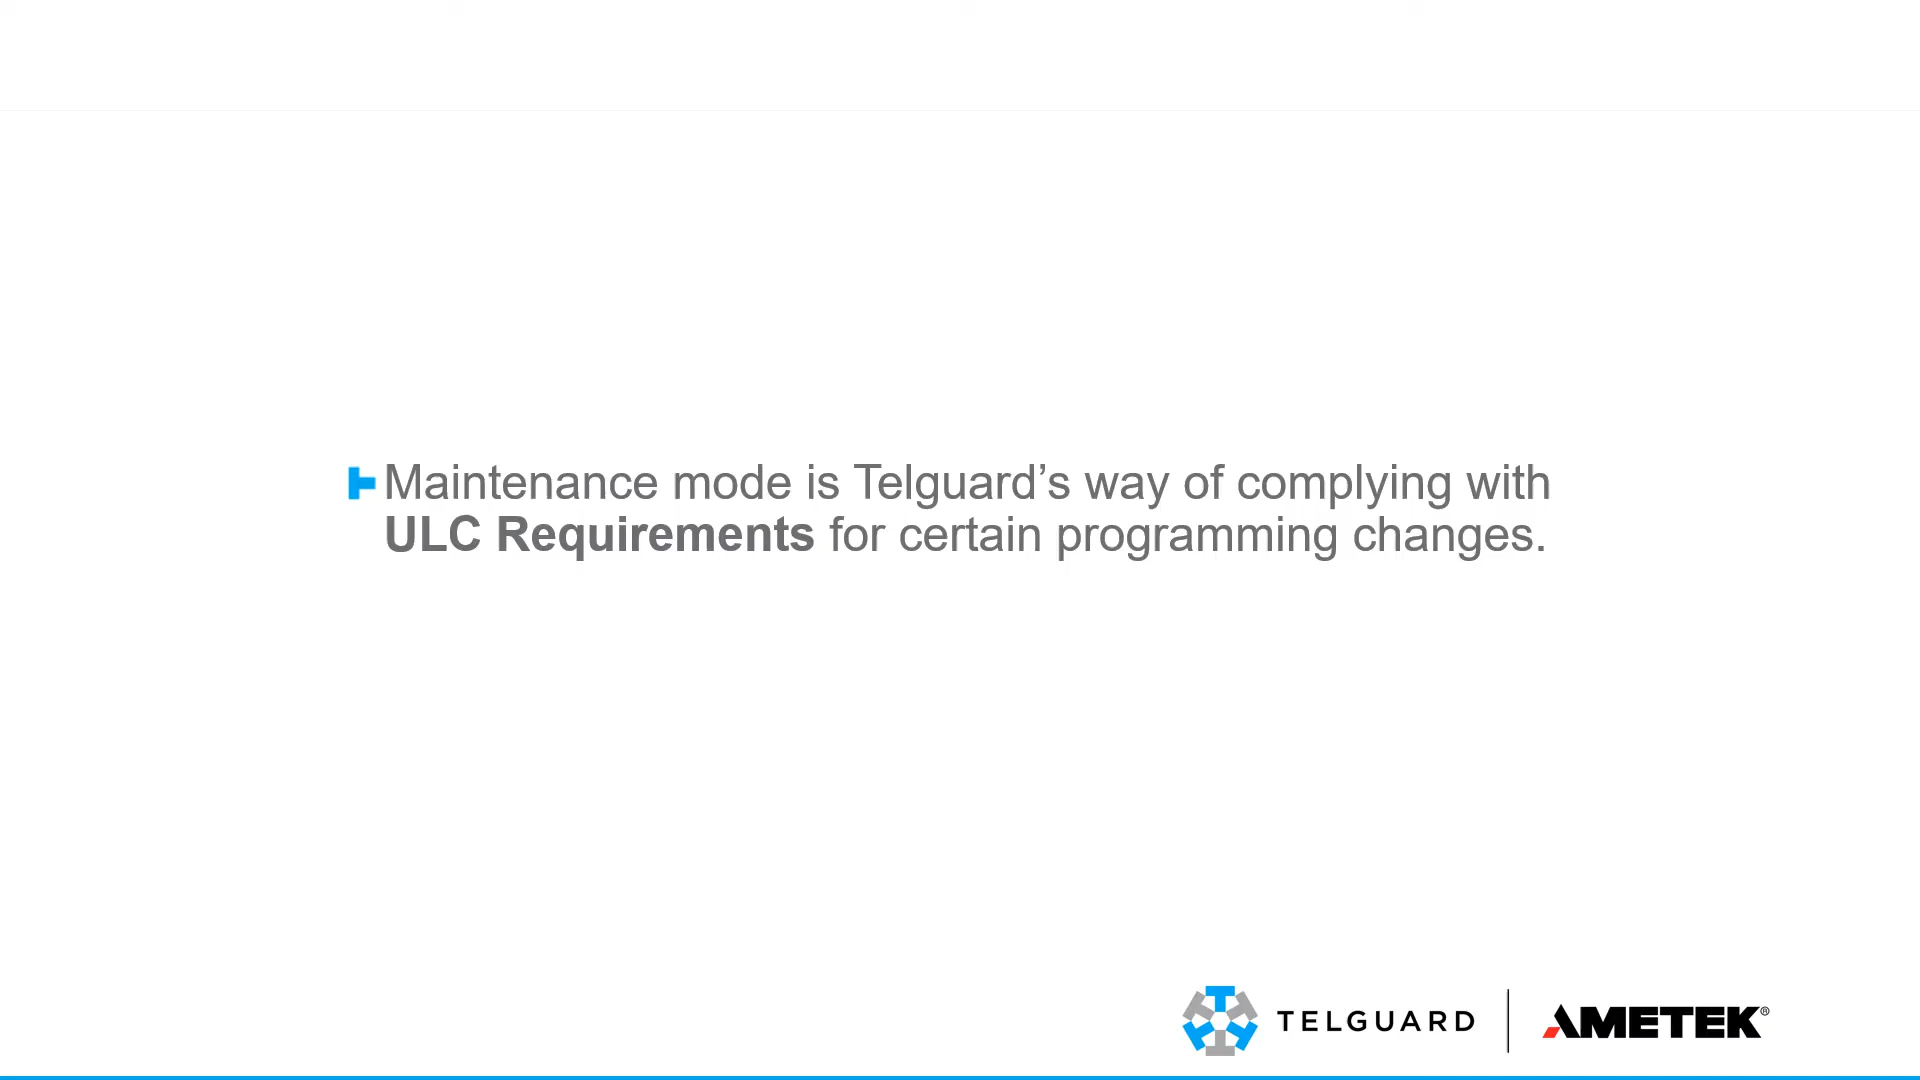 Maintenance mode is Telguard’s way of complying with
ULC Requirements for certain programming changes.
TELGUARD
AMETEK®